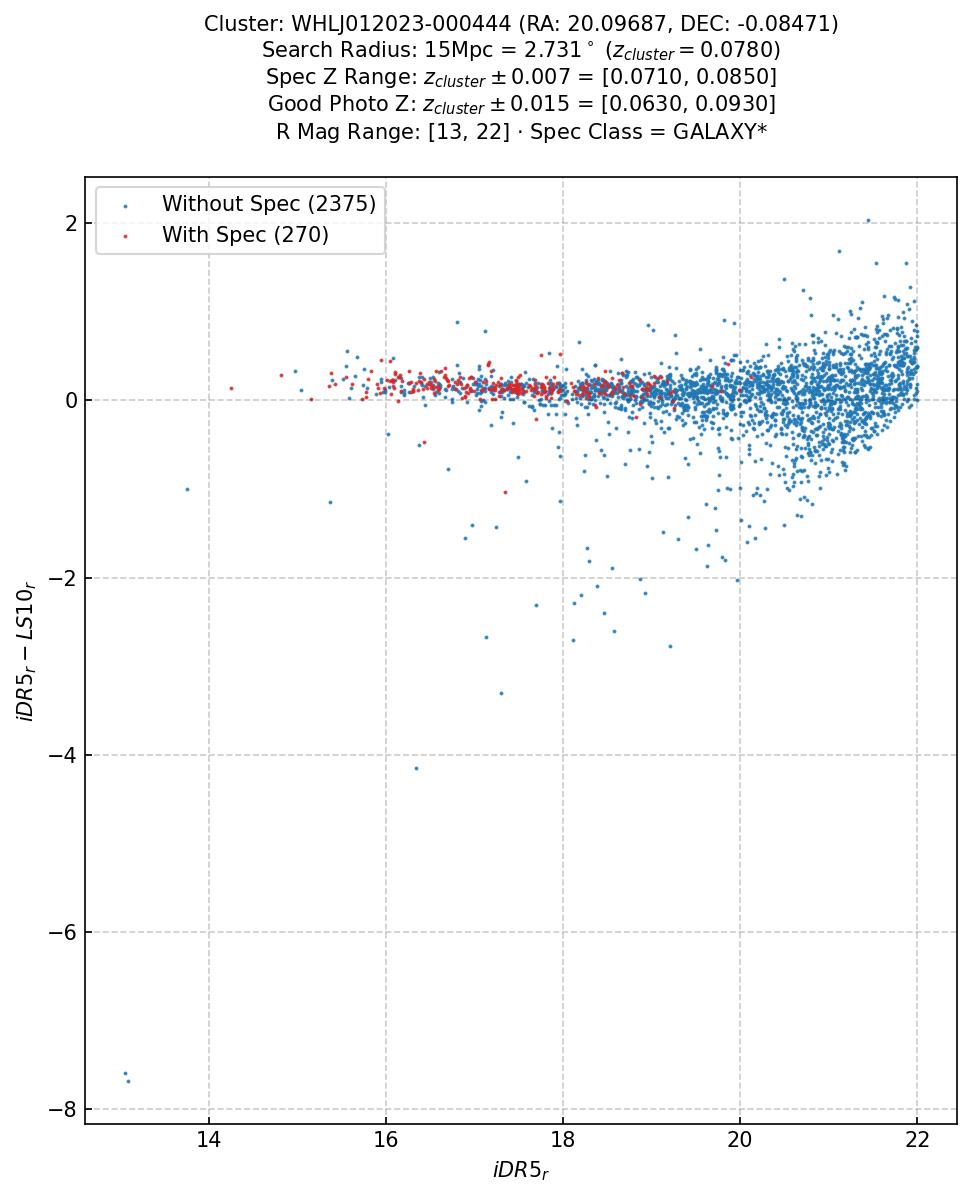 Cluster: WHLJ012023-000444 (RA: 20.09687, DEC: -0.08471)
Search Radius: 15Mpc = 2.731° (z_cluster = 0.0780)
Spec Z Range: z_cluster ± 0.007 = [0.0710, 0.0850]
Good Photo Z: z_cluster ± 0.015 = [0.0630, 0.0930]
R Mag Range: [13, 22] · Spec Class = GALAXY*
Without Spec (2375)
With Spec (270)
2
0
−2
−4
−6
−8
iDR5_r − LS10_r
14 16 18 20 22
iDR5_r